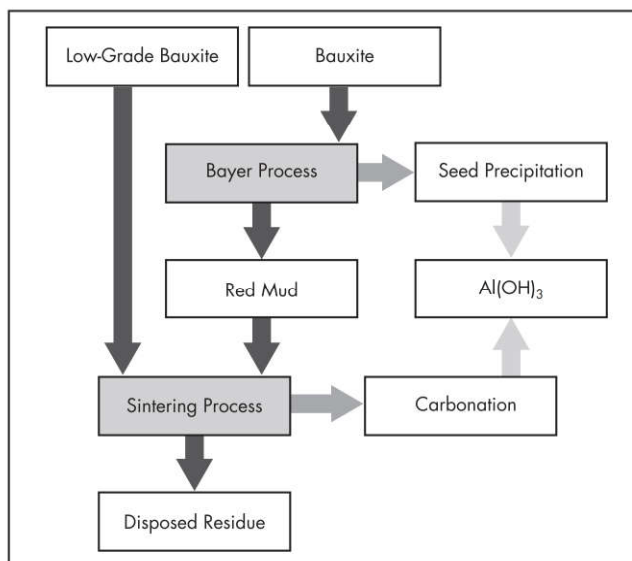 Low-Grade Bauxite
Bauxite
Bayer Process
Seed Precipitation
Red Mud
Al(OH)₃
Sintering Process
Carbonation
Disposed Residue